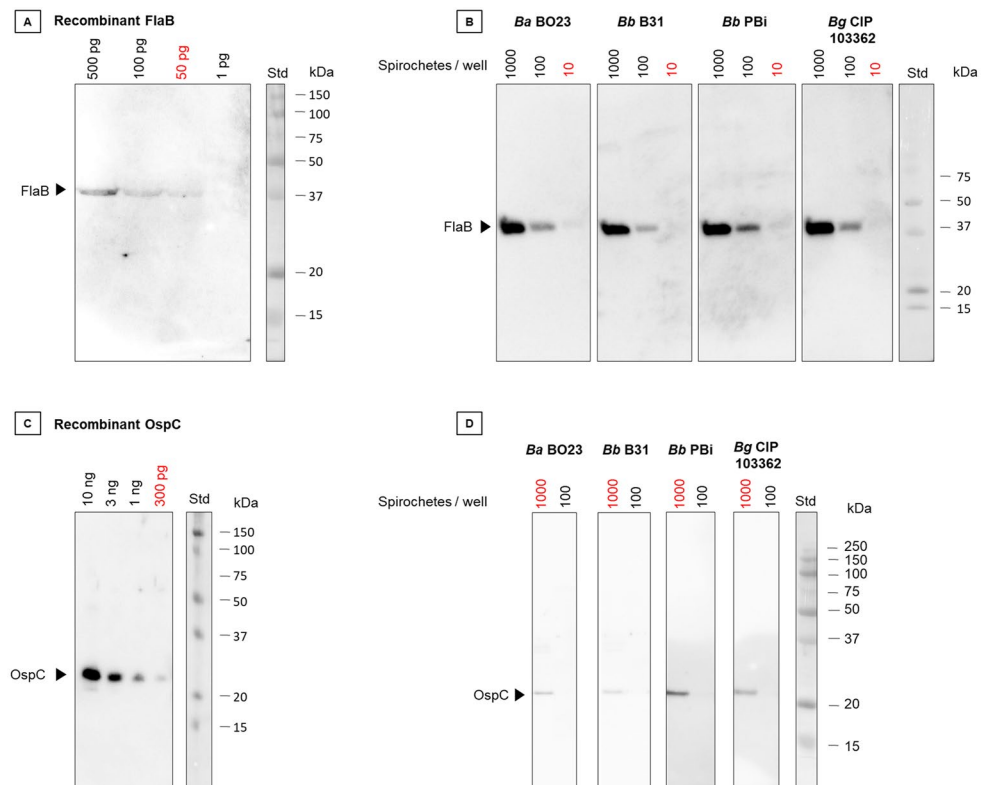 A Recombinant FlaB
500 pg 100 pg 50 pg 1 pg Std kDa
150
100
75
50
FlaB
37
20
15
B Ba BO23 Bb B31 Bb PBi Bg CIP
103362
Spirochetes / well 1000 100 10 1000 100 10 1000 100 10 1000 100 10 Std kDa
75
50
FlaB 37
20
15
C Recombinant OspC
10 ng 3 ng 1 ng 300 pg Std kDa
150
100
75
50
37
OspC
20
15
D
Ba BO23 Bb B31 Bb PBi Bg CIP
103362
Spirochetes / well 1000 100 1000 100 1000 100 1000 100 Std kDa
250
150
100
75
50
37
OspC
20
15